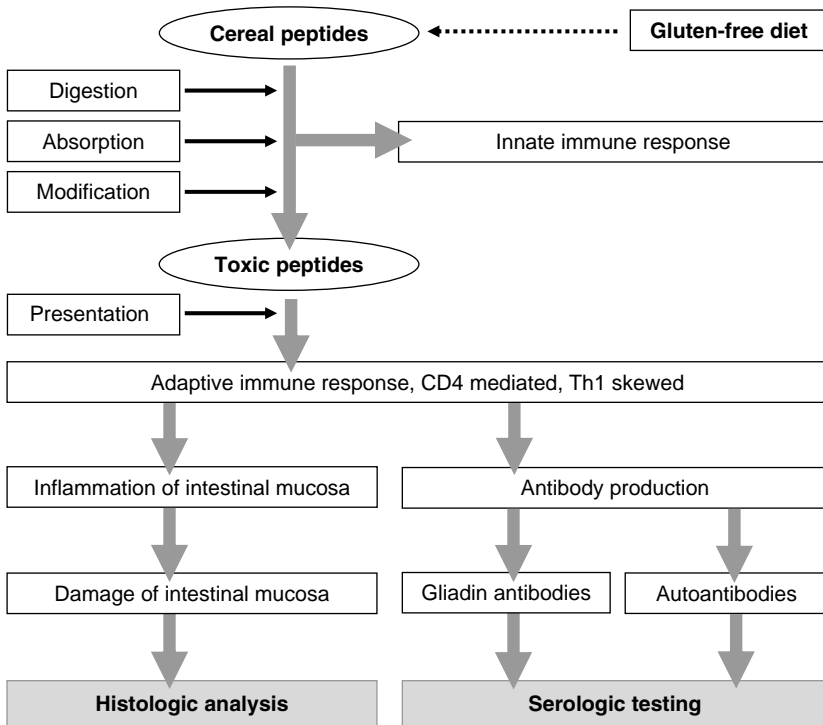 Cereal peptides
Gluten-free diet
Digestion
Absorption
Innate immune response
Modification
Toxic peptides
Presentation
Adaptive immune response, CD4 mediated, Th1 skewed
Inflammation of intestinal mucosa
Antibody production
Damage of intestinal mucosa
Gliadin antibodies
Autoantibodies
Histologic analysis
Serologic testing